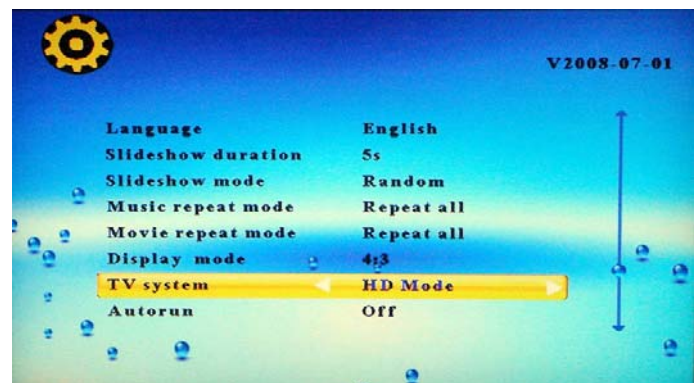 V2008-07-01
Language English
Slideshow duration 5s
Slideshow mode Random
Music repeat mode Repeat all
Movie repeat mode Repeat all
Display mode 4:3
TV system HD Mode
Autorun Off